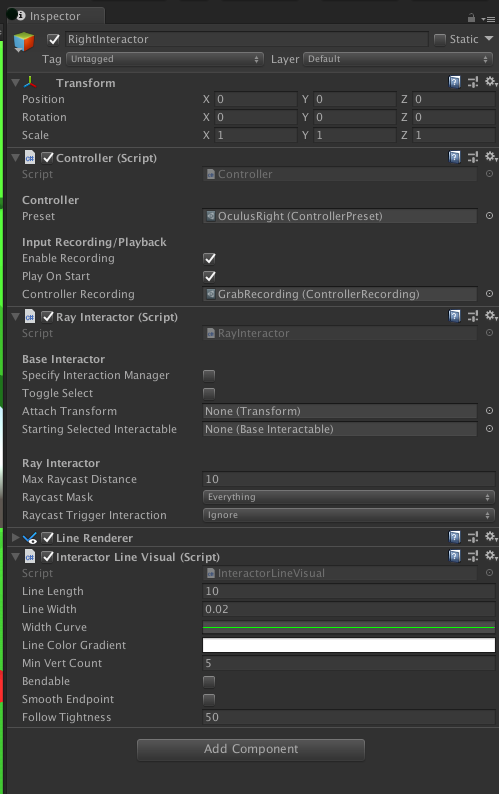 Inspector
RightInteractor Static
Tag Untagged Layer Default
Transform
Position X 0 Y 0 Z 0
Rotation X 0 Y 0 Z 0
Scale X 1 Y 1 Z 1
Controller (Script)
Script Controller
Controller
Preset OculusRight (ControllerPreset)
Input Recording/Playback
Enable Recording
Play On Start
Controller Recording GrabRecording (ControllerRecording)
Ray Interactor (Script)
Script RayInteractor
Base Interactor
Specify Interaction Manager
Toggle Select
Attach Transform None (Transform)
Starting Selected Interactable None (Base Interactable)
Ray Interactor
Max Raycast Distance 10
Raycast Mask Everything
Raycast Trigger Interaction Ignore
Line Renderer
Interactor Line Visual (Script)
Script InteractorLineVisual
Line Length 10
Line Width 0.02
Width Curve
Line Color Gradient
Min Vert Count 5
Bendable
Smooth Endpoint
Follow Tightness 50
Add Component